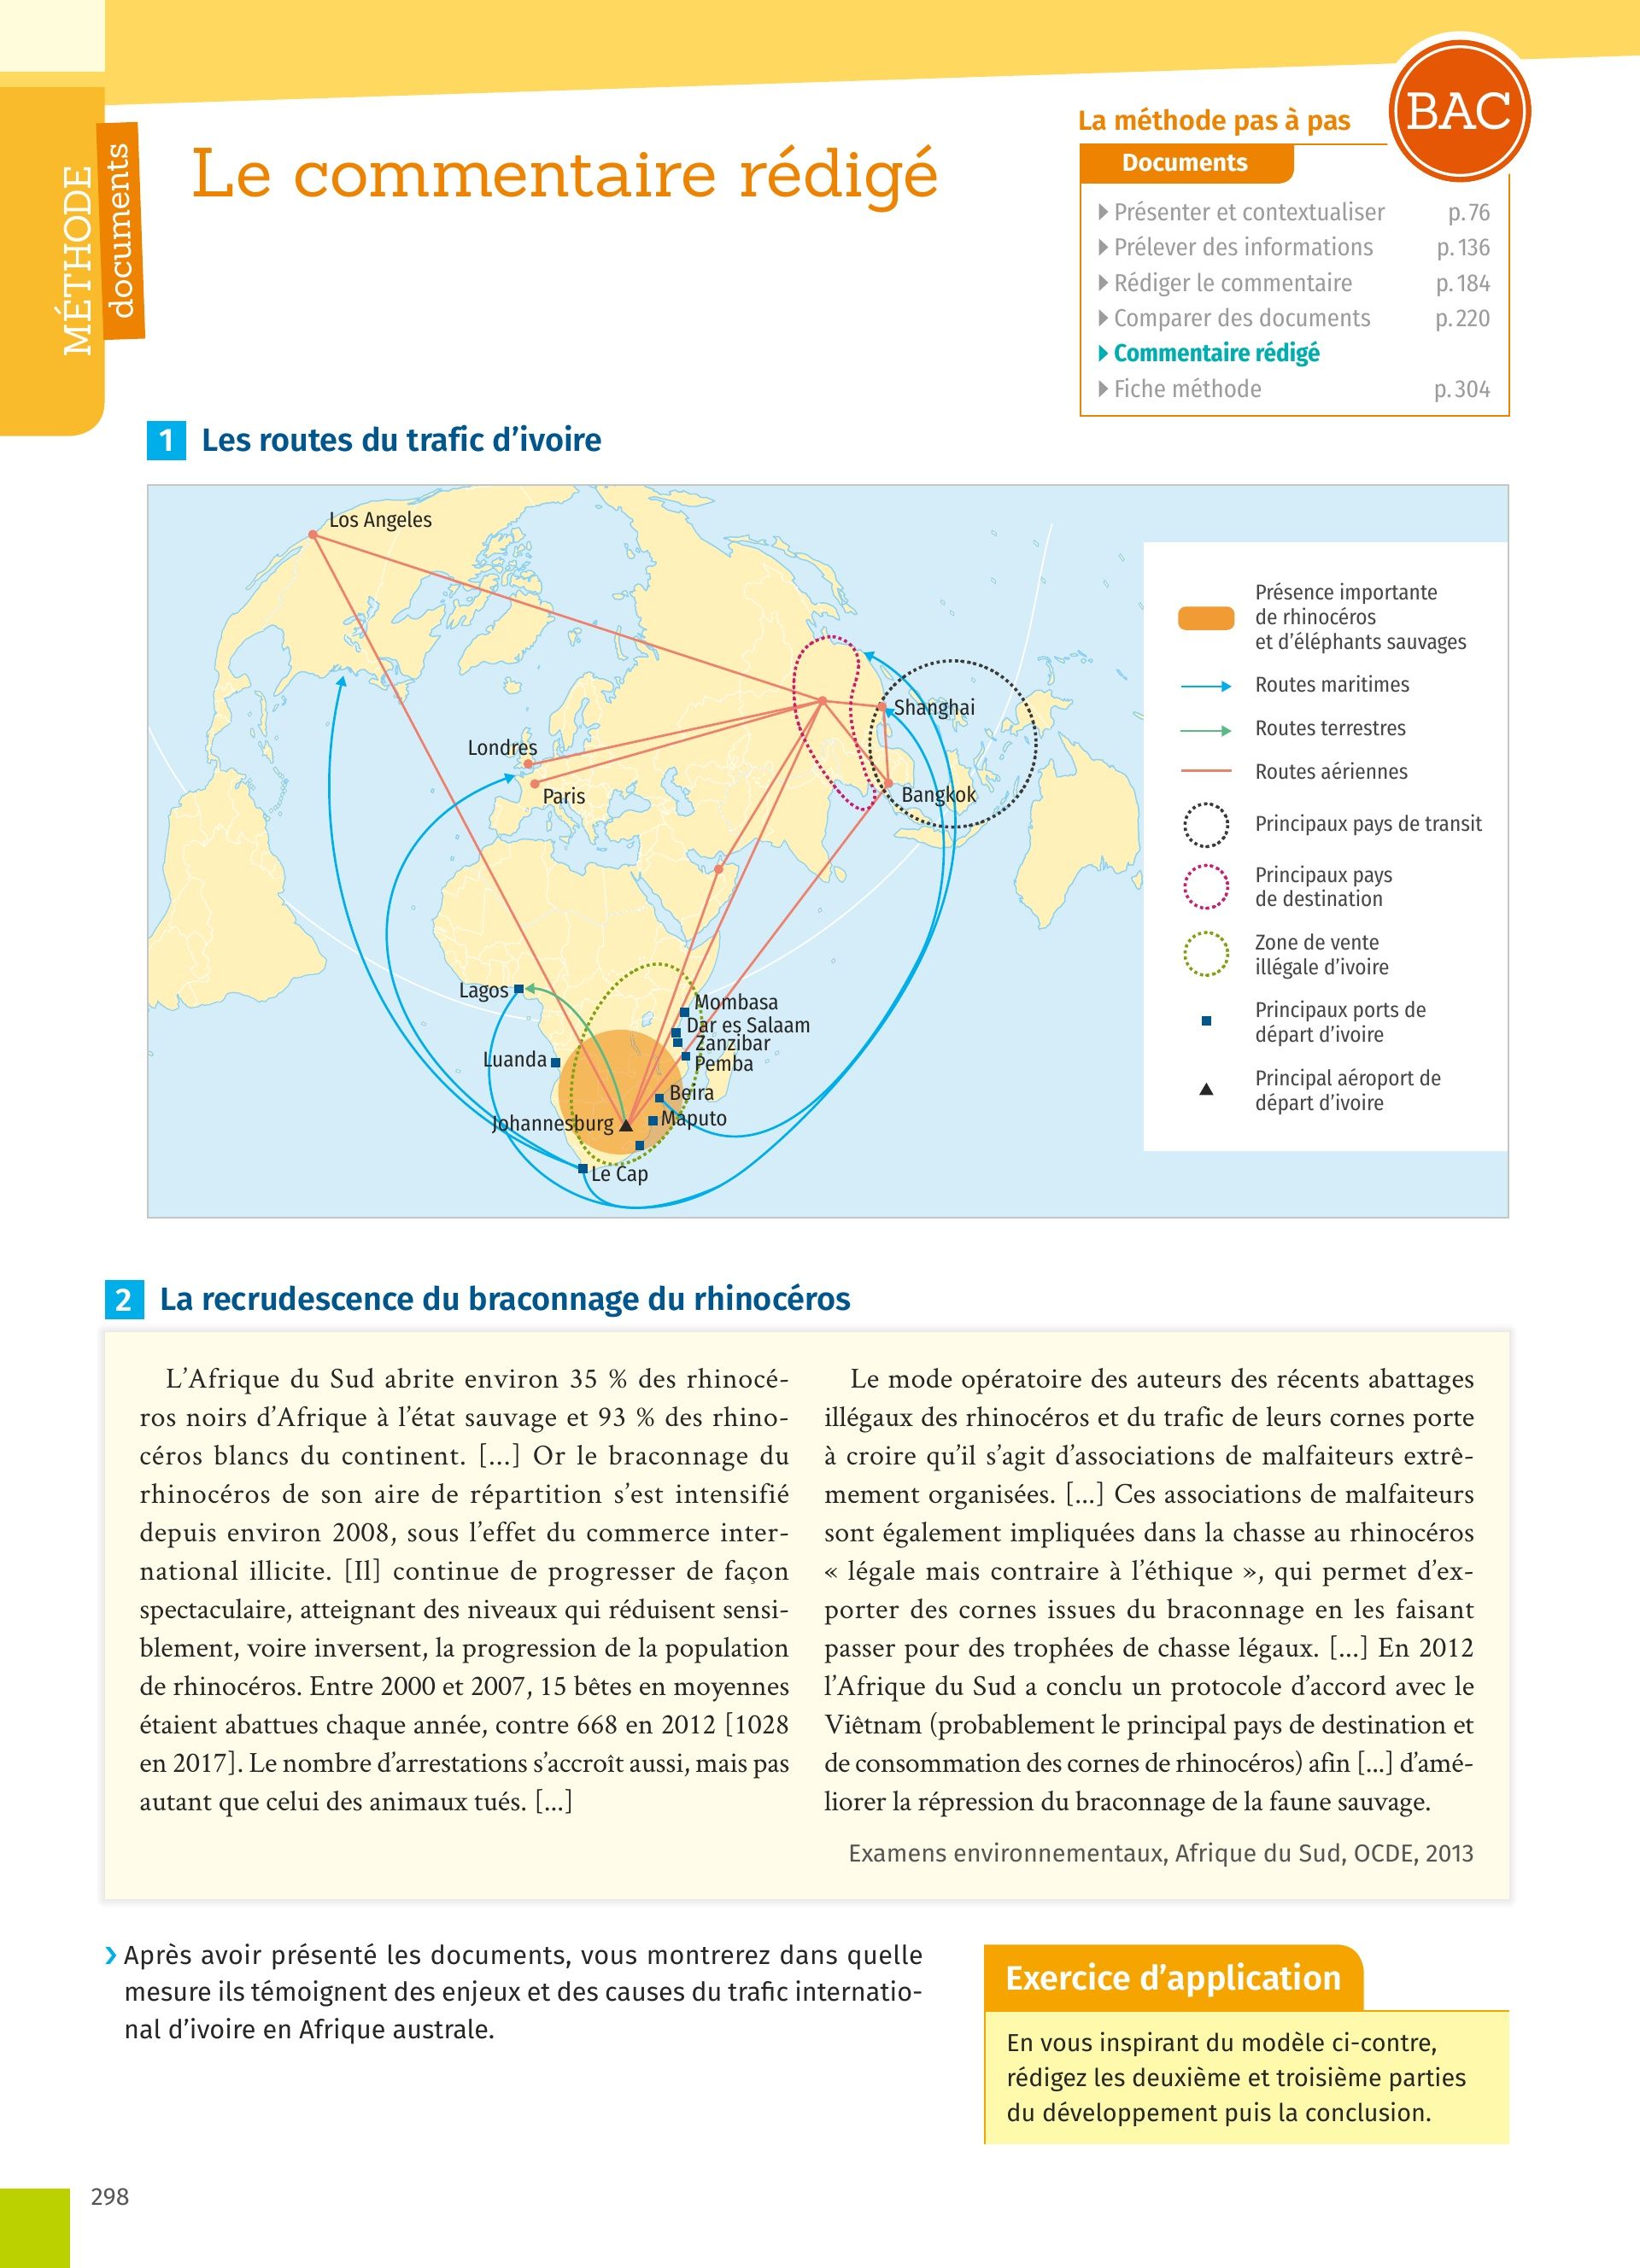 MÉTHODE
documents
Le commentaire rédigé
La méthode pas à pas
BAC
Documents
Présenter et contextualiser p.76
Prélever des informations p.136
Rédiger le commentaire p.184
Comparer des documents p.220
Commentaire rédigé
Fiche méthode p.304
1 Les routes du trafic d'ivoire
Los Angeles
Londres
Paris
Shanghai
Bangkok
Lagos
Mombasa
Dar es Salaam
Zanzibar
Pemba
Luanda
Beira
Maputo
Johannesburg
Le Cap
Présence importante
de rhinocéros
et d'éléphants sauvages
Routes maritimes
Routes terrestres
Routes aériennes
Principaux pays de transit
Principaux pays
de destination
Zone de vente
illégale d'ivoire
Principaux ports de
départ d'ivoire
Principal aéroport de
départ d'ivoire
2 La recrudescence du braconnage du rhinocéros
L'Afrique du Sud abrite environ 35 % des rhinocé-
ros noirs d'Afrique à l'état sauvage et 93 % des rhino-
céros blancs du continent. [...] Or le braconnage du
rhinocéros de son aire de répartition s'est intensifié
depuis environ 2008, sous l'effet du commerce inter-
national illicite. [Il] continue de progresser de façon
spectaculaire, atteignant des niveaux qui réduisent sensi-
blement, voire inversent, la progression de la population
de rhinocéros. Entre 2000 et 2007, 15 bêtes en moyennes
étaient abattues chaque année, contre 668 en 2012 [1028
en 2017]. Le nombre d'arrestations s'accroît aussi, mais pas
autant que celui des animaux tués. [...]
Le mode opératoire des auteurs des récents abattages
illégaux des rhinocéros et du trafic de leurs cornes porte
à croire qu'il s'agit d'associations de malfaiteurs extrê-
mement organisées. [...] Ces associations de malfaiteurs
sont également impliquées dans la chasse au rhinocéros
« légale mais contraire à l'éthique », qui permet d'ex-
porter des cornes issues du braconnage en les faisant
passer pour des trophées de chasse légaux. [...] En 2012
l'Afrique du Sud a conclu un protocole d'accord avec le
Viêtnam (probablement le principal pays de destination et
de consommation des cornes de rhinocéros) afin [...] d'amé-
liorer la répression du braconnage de la faune sauvage.
Examens environnementaux, Afrique du Sud, OCDE, 2013
Après avoir présenté les documents, vous montrerez dans quelle
mesure ils témoignent des enjeux et des causes du trafic internatio-
nal d'ivoire en Afrique australe.
Exercice d'application
En vous inspirant du modèle ci-contre,
rédigez les deuxième et troisième parties
du développement puis la conclusion.
298